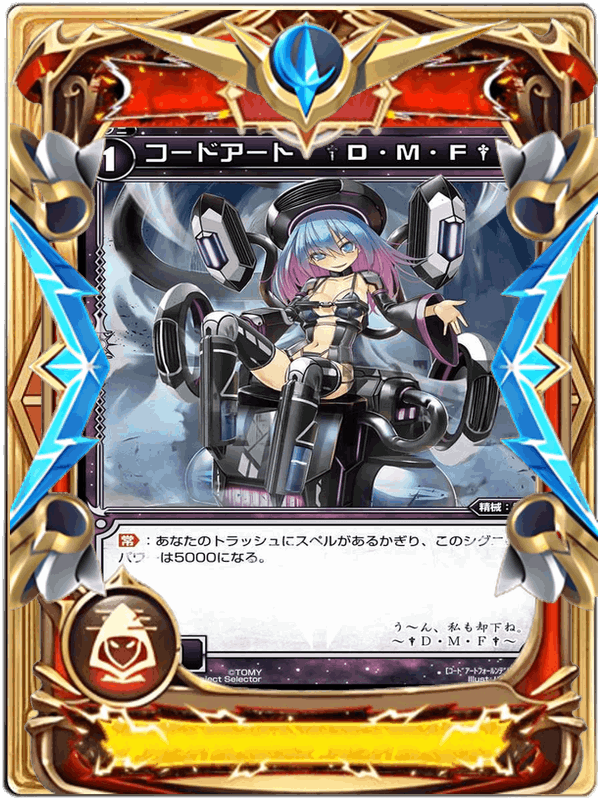 1
コードアート †D・M・F†
精械:
常:あなたのトラッシュにスペルがあるかぎり、このシグニ
パワーは5000になる。
う~ん、私も却下ね。
~†D・M・F†~
©TOMY
lect Selector